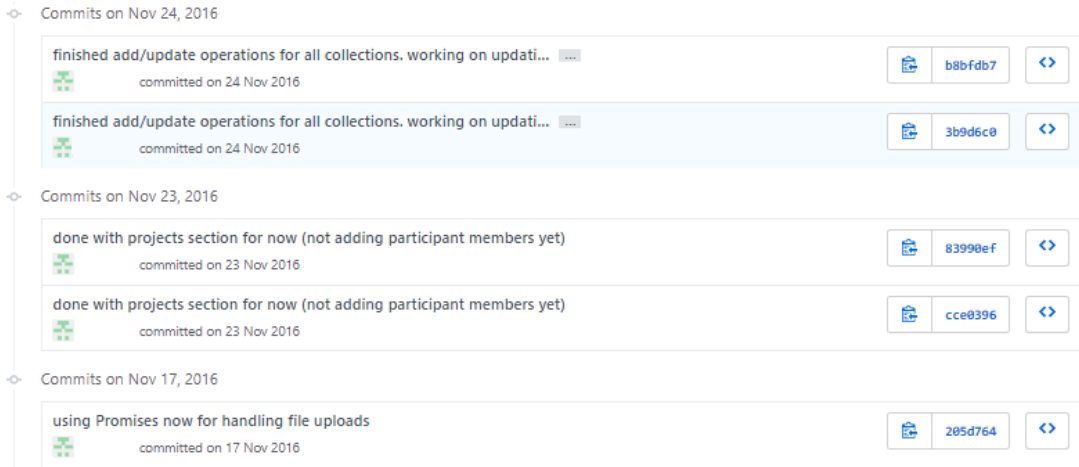 Commits on Nov 24, 2016
finished add/update operations for all collections. working on updati... ...
b8bfdb7
committed on 24 Nov 2016
finished add/update operations for all collections. working on updati... ...
3b9d6c0
committed on 24 Nov 2016
Commits on Nov 23, 2016
done with projects section for now (not adding participant members yet)
83990ef
committed on 23 Nov 2016
done with projects section for now (not adding participant members yet)
cce0396
committed on 23 Nov 2016
Commits on Nov 17, 2016
using Promises now for handling file uploads
205d764
committed on 17 Nov 2016